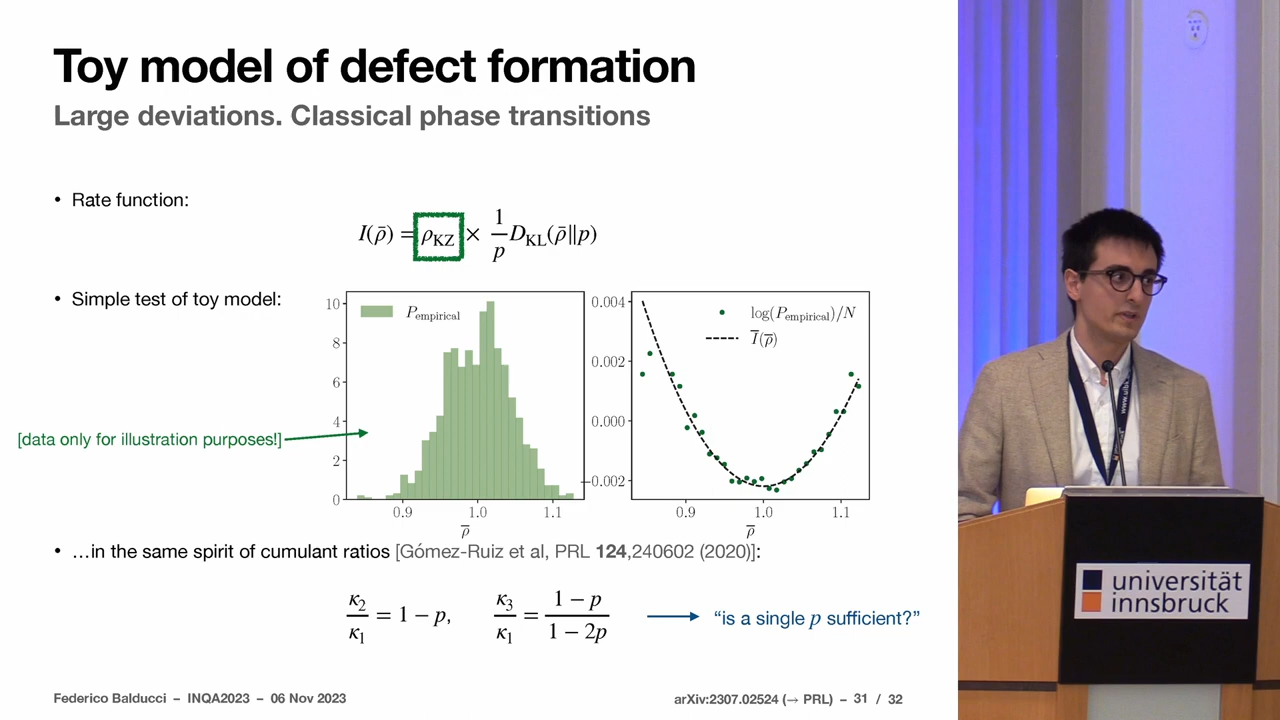 Toy model of defect formation
Large deviations. Classical phase transitions
• Rate function:
I(ρ̄) = ρ_KZ × 1/p D_KL(ρ̄‖p)
• Simple test of toy model:
10
8
6
4
2
0
P_empirical
0.9 1.0 1.1
ρ̄
0.004
0.002
0.000
−0.002
log(P_empirical)/N
Ī(ρ̄)
0.9 1.0 1.1
ρ̄
[data only for illustration purposes!]
• …in the same spirit of cumulant ratios [Gómez-Ruiz et al, PRL 124,240602 (2020)]:
κ₂/κ₁ = 1 − p, κ₃/κ₁ = (1 − p)/(1 − 2p) “is a single p sufficient?”
Federico Balducci – INQA2023 – 06 Nov 2023
arXiv:2307.02524 (→ PRL) – 31 / 32
universität
innsbruck